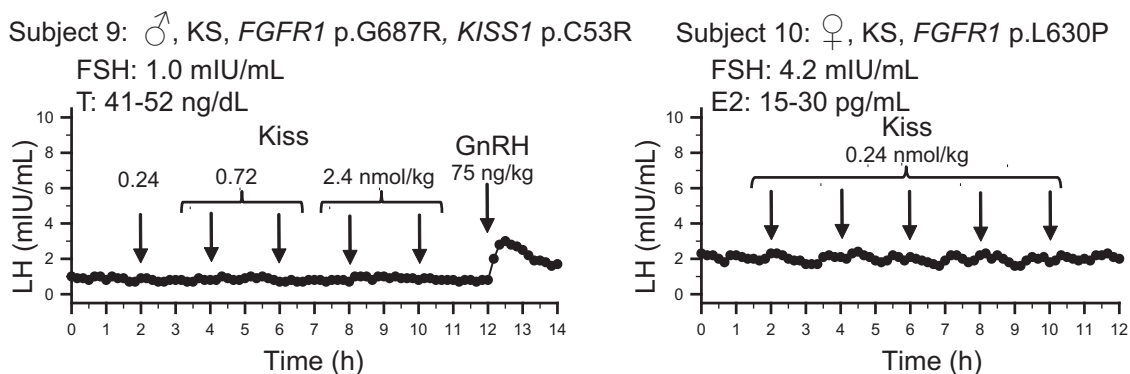 Subject 9: ♂, KS, FGFR1 p.G687R, KISS1 p.C53R
FSH: 1.0 mIU/mL
T: 41-52 ng/dL
Kiss
0.24
0.72
2.4 nmol/kg
GnRH
75 ng/kg
LH (mIU/mL)
10
8
6
4
2
0
0 1 2 3 4 5 6 7 8 9 10 11 12 13 14
Time (h)
Subject 10: ♀, KS, FGFR1 p.L630P
FSH: 4.2 mIU/mL
E2: 15-30 pg/mL
Kiss
0.24 nmol/kg
LH (mIU/mL)
10
8
6
4
2
0
0 1 2 3 4 5 6 7 8 9 10 11 12
Time (h)